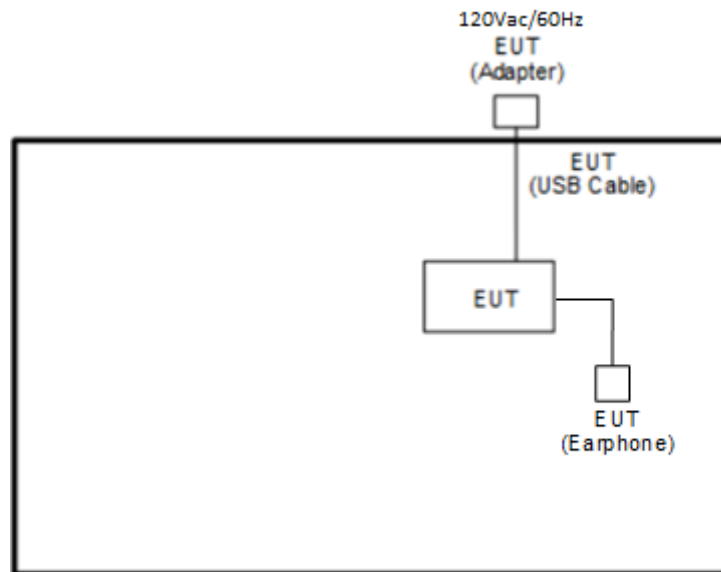 120Vac/60Hz
EUT
(Adapter)
EUT
(USB Cable)
EUT
EUT
(Earphone)